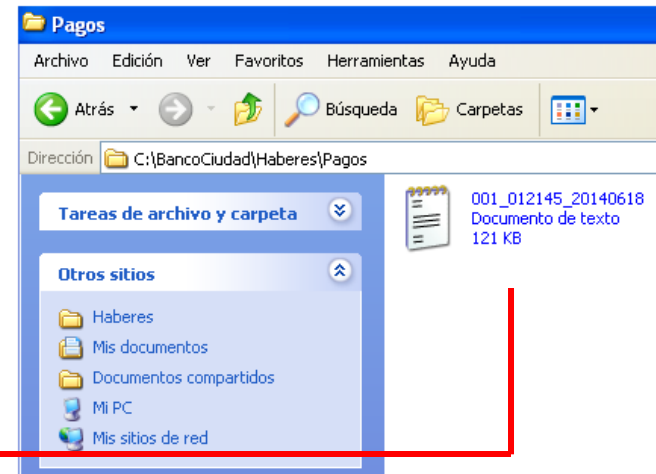 Pagos
Archivo Edición Ver Favoritos Herramientas Ayuda
Atrás Búsqueda Carpetas
Dirección C:\BancoCiudad\Haberes\Pagos
Tareas de archivo y carpeta
Otros sitios
Haberes
Mis documentos
Documentos compartidos
Mi PC
Mis sitios de red
001_012145_20140618
Documento de texto
121 KB